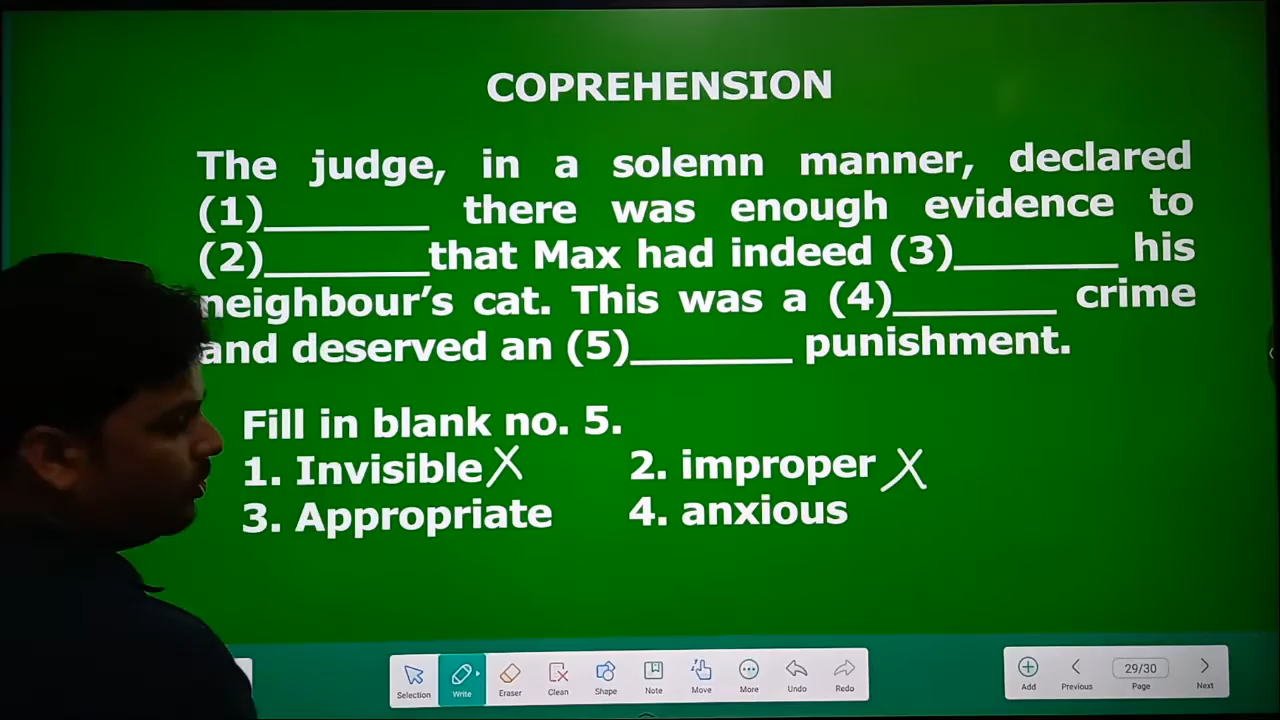 COPREHENSION
The judge, in a solemn manner, declared
(1)________ there was enough evidence to
(2)________that Max had indeed (3)________ his
neighbour’s cat. This was a (4)________ crime
and deserved an (5)________ punishment.
Fill in blank no. 5.
1. Invisible X 2. improper X
3. Appropriate 4. anxious
Selection Write Eraser Clean Shape Note Move More Undo Redo
Add Previous 29/30 Page Next